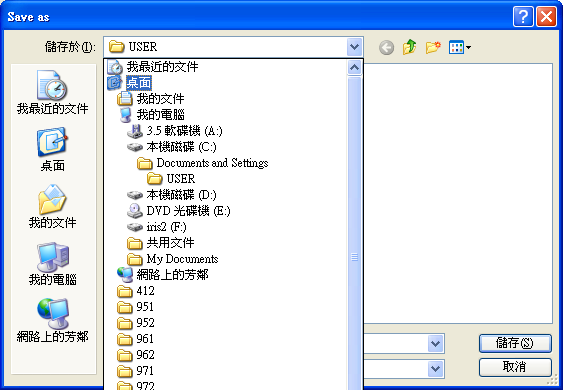 Save as
儲存於(I):
USER
我最近的文件
桌面
我的文件
我的電腦
3.5 軟碟機 (A:)
本機磁碟 (C:)
Documents and Settings
USER
本機磁碟 (D:)
DVD 光碟機 (E:)
iris2 (F:)
共用文件
My Documents
網路上的芳鄰
412
951
952
961
962
971
972
我最近的文件
桌面
我的文件
我的電腦
網路上的芳鄰
儲存(S)
取消